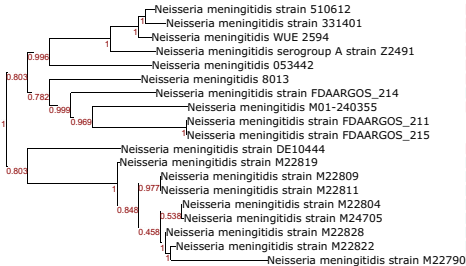 Neisseria meningitidis strain 510612
1
Neisseria meningitidis strain 331401
1
Neisseria meningitidis WUE 2594
1
Neisseria meningitidis serogroup A strain Z2491
0.996
Neisseria meningitidis 053442
0.803
Neisseria meningitidis 8013
0.782
Neisseria meningitidis strain FDAARGOS_214
0.999
Neisseria meningitidis M01-240355
0.969
Neisseria meningitidis strain FDAARGOS_211
1
Neisseria meningitidis strain FDAARGOS_215
1
Neisseria meningitidis strain DE10444
0.803
Neisseria meningitidis strain M22819
1
Neisseria meningitidis strain M22809
0.977
Neisseria meningitidis strain M22811
0.848
Neisseria meningitidis strain M22804
0.538
Neisseria meningitidis strain M24705
0.458
Neisseria meningitidis strain M22828
1
Neisseria meningitidis strain M22822
1
Neisseria meningitidis strain M22790